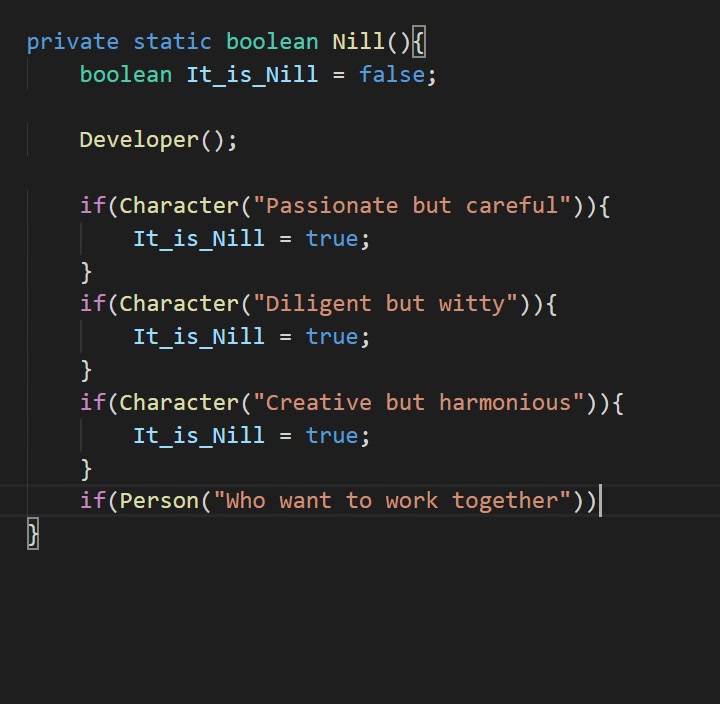 private static boolean Nill(){
    boolean It_is_Nill = false;
    Developer();
    if(Character("Passionate but careful")){
        It_is_Nill = true;
    }
    if(Character("Diligent but witty")){
        It_is_Nill = true;
    }
    if(Character("Creative but harmonious")){
        It_is_Nill = true;
    }
    if(Person("Who want to work together"))
}